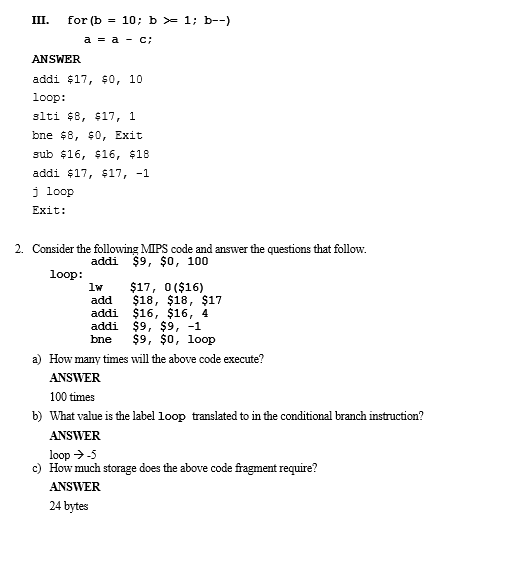 III. for(b = 10; b >= 1; b--)
a = a - c;
ANSWER
addi $17, $0, 10
loop:
slti $8, $17, 1
bne $8, $0, Exit
sub $16, $16, $18
addi $17, $17, -1
j loop
Exit:
2. Consider the following MIPS code and answer the questions that follow.
addi $9, $0, 100
loop:
lw $17, 0($16)
add $18, $18, $17
addi $16, $16, 4
addi $9, $9, -1
bne $9, $0, loop
a) How many times will the above code execute?
ANSWER
100 times
b) What value is the label loop translated to in the conditional branch instruction?
ANSWER
loop → -5
c) How much storage does the above code fragment require?
ANSWER
24 bytes